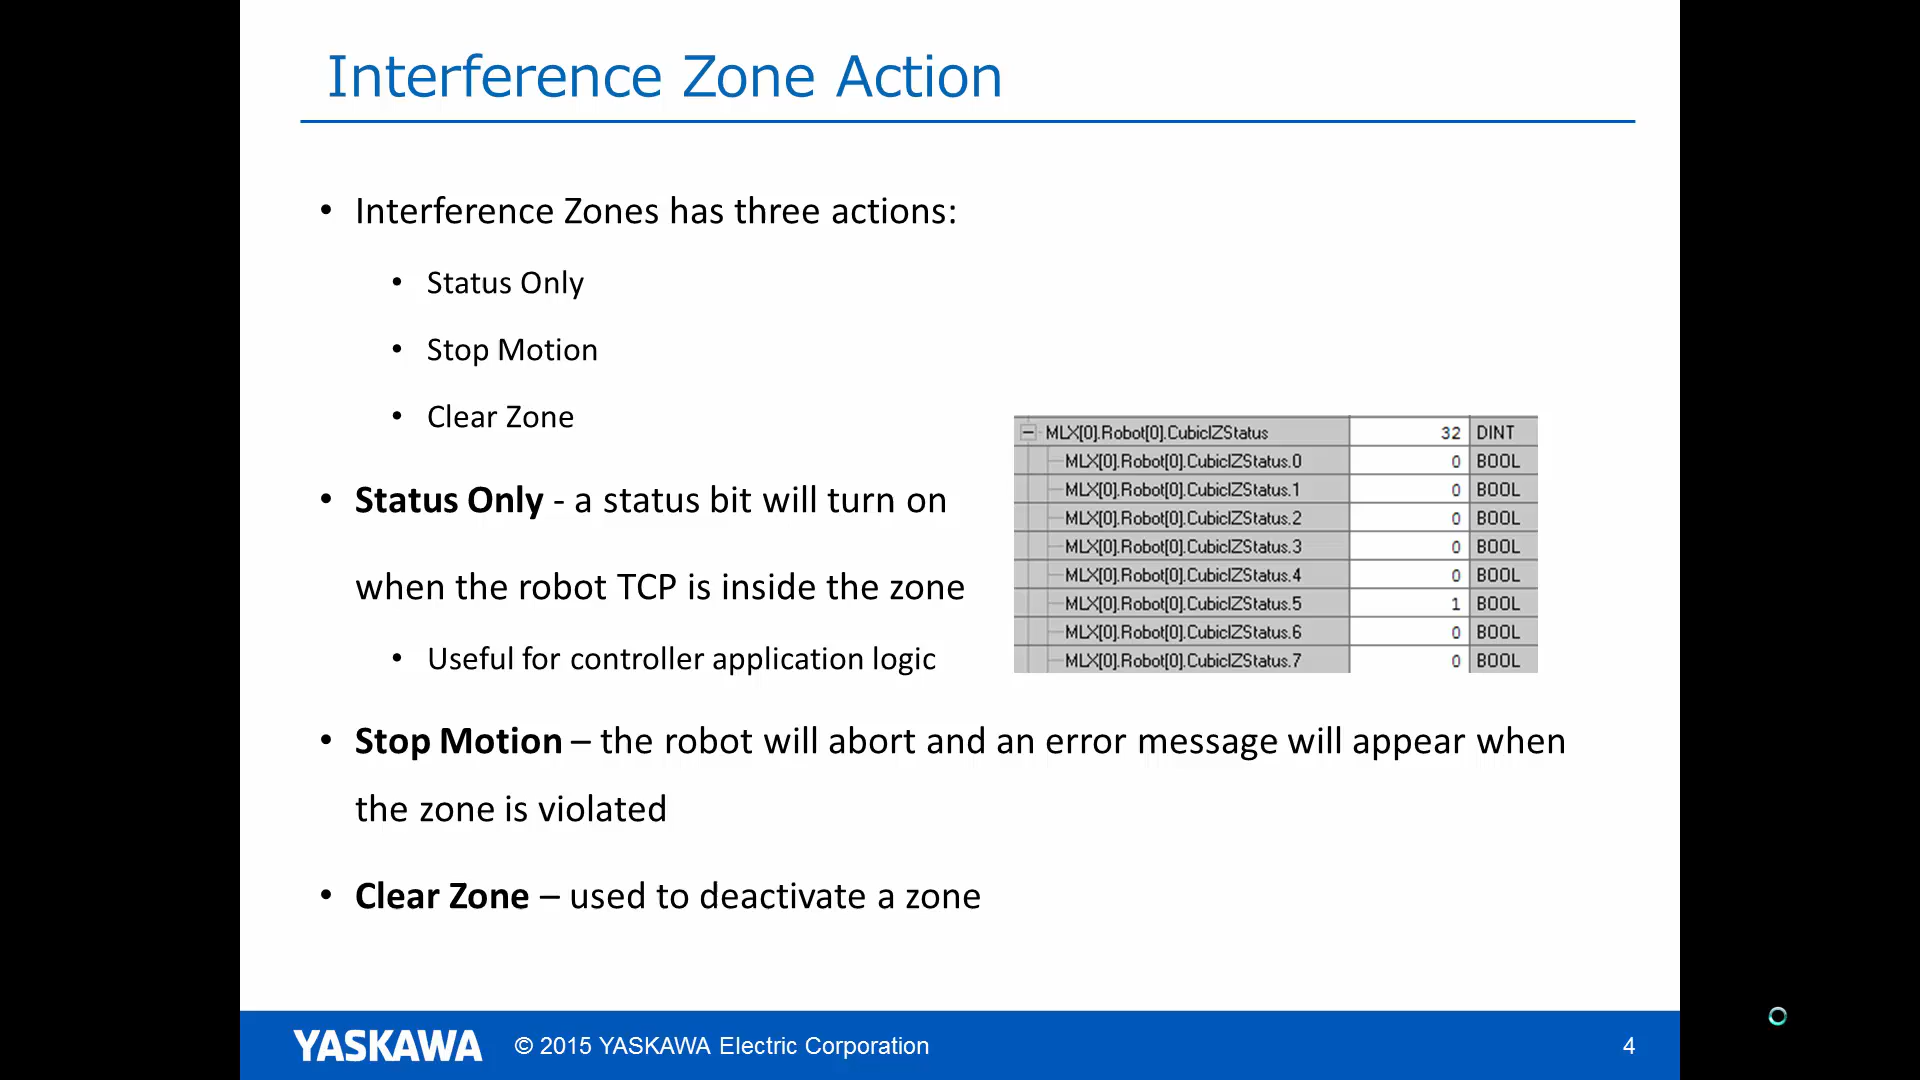 Interference Zone Action
• Interference Zones has three actions:
• Status Only
• Stop Motion
• Clear Zone
• Status Only - a status bit will turn on
when the robot TCP is inside the zone
• Useful for controller application logic
MLX[0].Robot[0].CubicIZStatus 32 DINT
MLX[0].Robot[0].CubicIZStatus.0 0 BOOL
MLX[0].Robot[0].CubicIZStatus.1 0 BOOL
MLX[0].Robot[0].CubicIZStatus.2 0 BOOL
MLX[0].Robot[0].CubicIZStatus.3 0 BOOL
MLX[0].Robot[0].CubicIZStatus.4 0 BOOL
MLX[0].Robot[0].CubicIZStatus.5 1 BOOL
MLX[0].Robot[0].CubicIZStatus.6 0 BOOL
MLX[0].Robot[0].CubicIZStatus.7 0 BOOL
• Stop Motion – the robot will abort and an error message will appear when
the zone is violated
• Clear Zone – used to deactivate a zone
YASKAWA © 2015 YASKAWA Electric Corporation 4